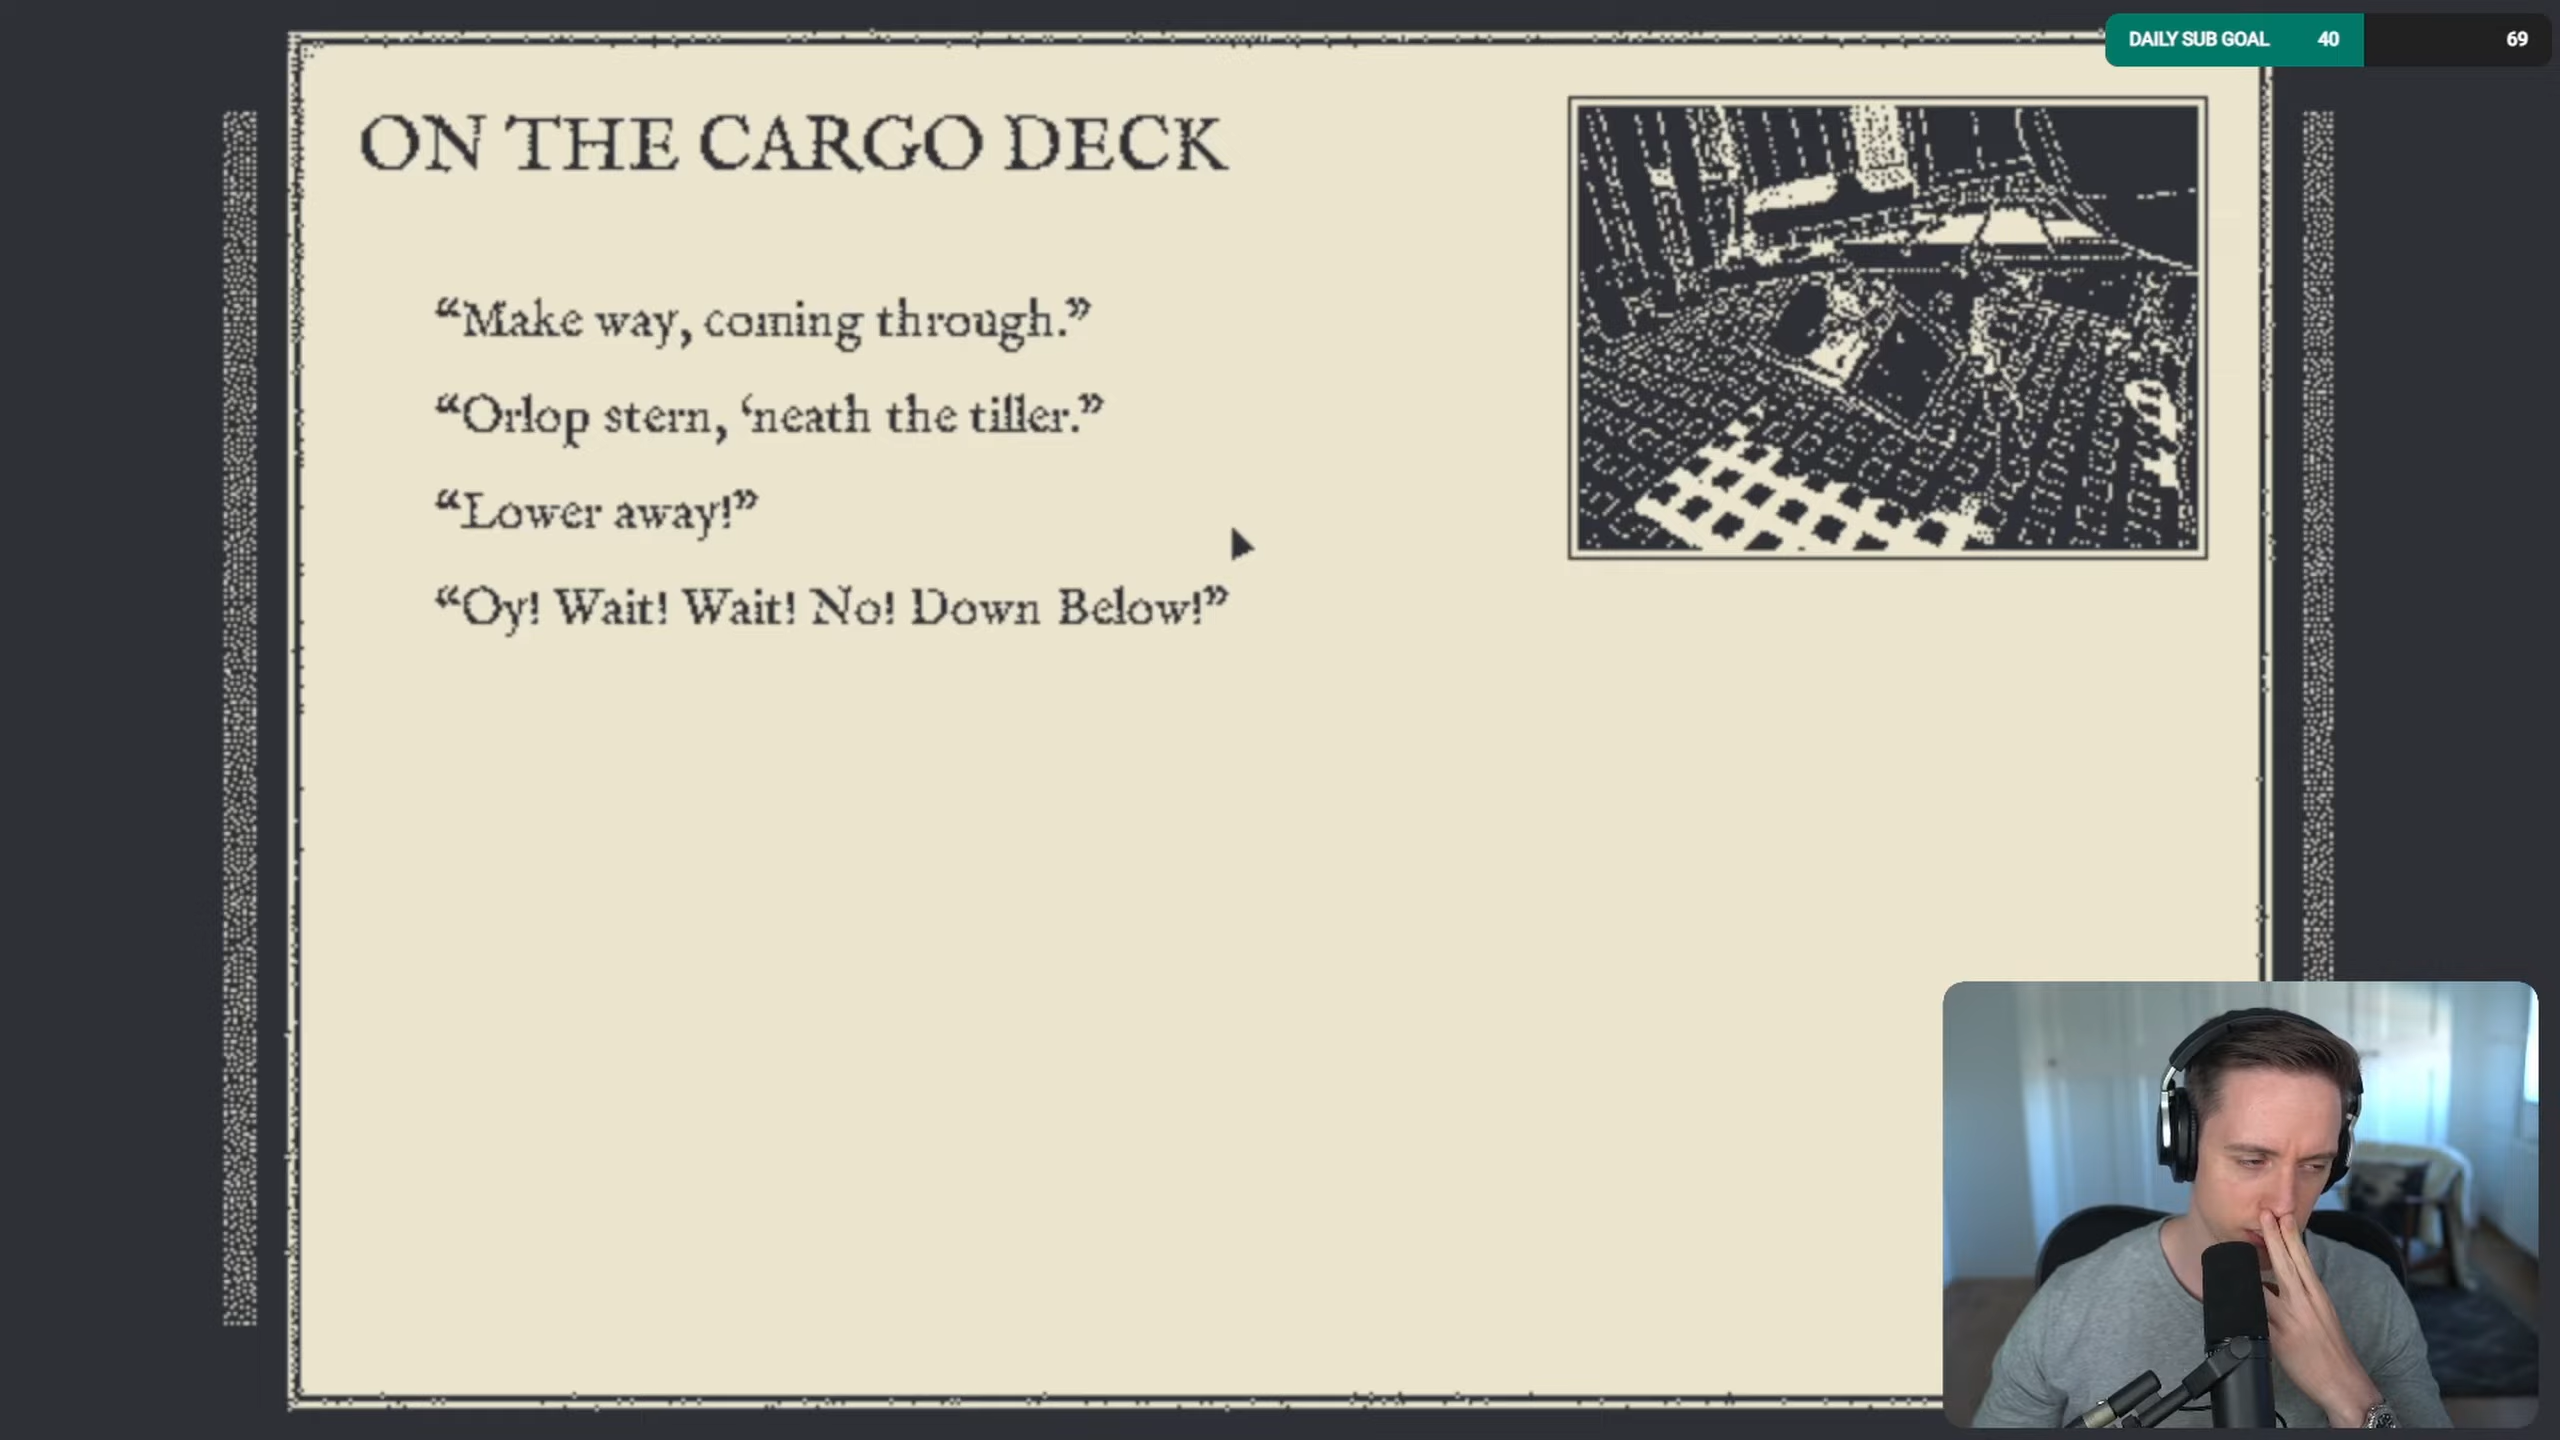 DAILY SUB GOAL 40 69
ON THE CARGO DECK
“Make way, coming through.”
“Orlop stern, ‘neath the tiller.”
“Lower away!”
“Oy! Wait! Wait! No! Down Below!”